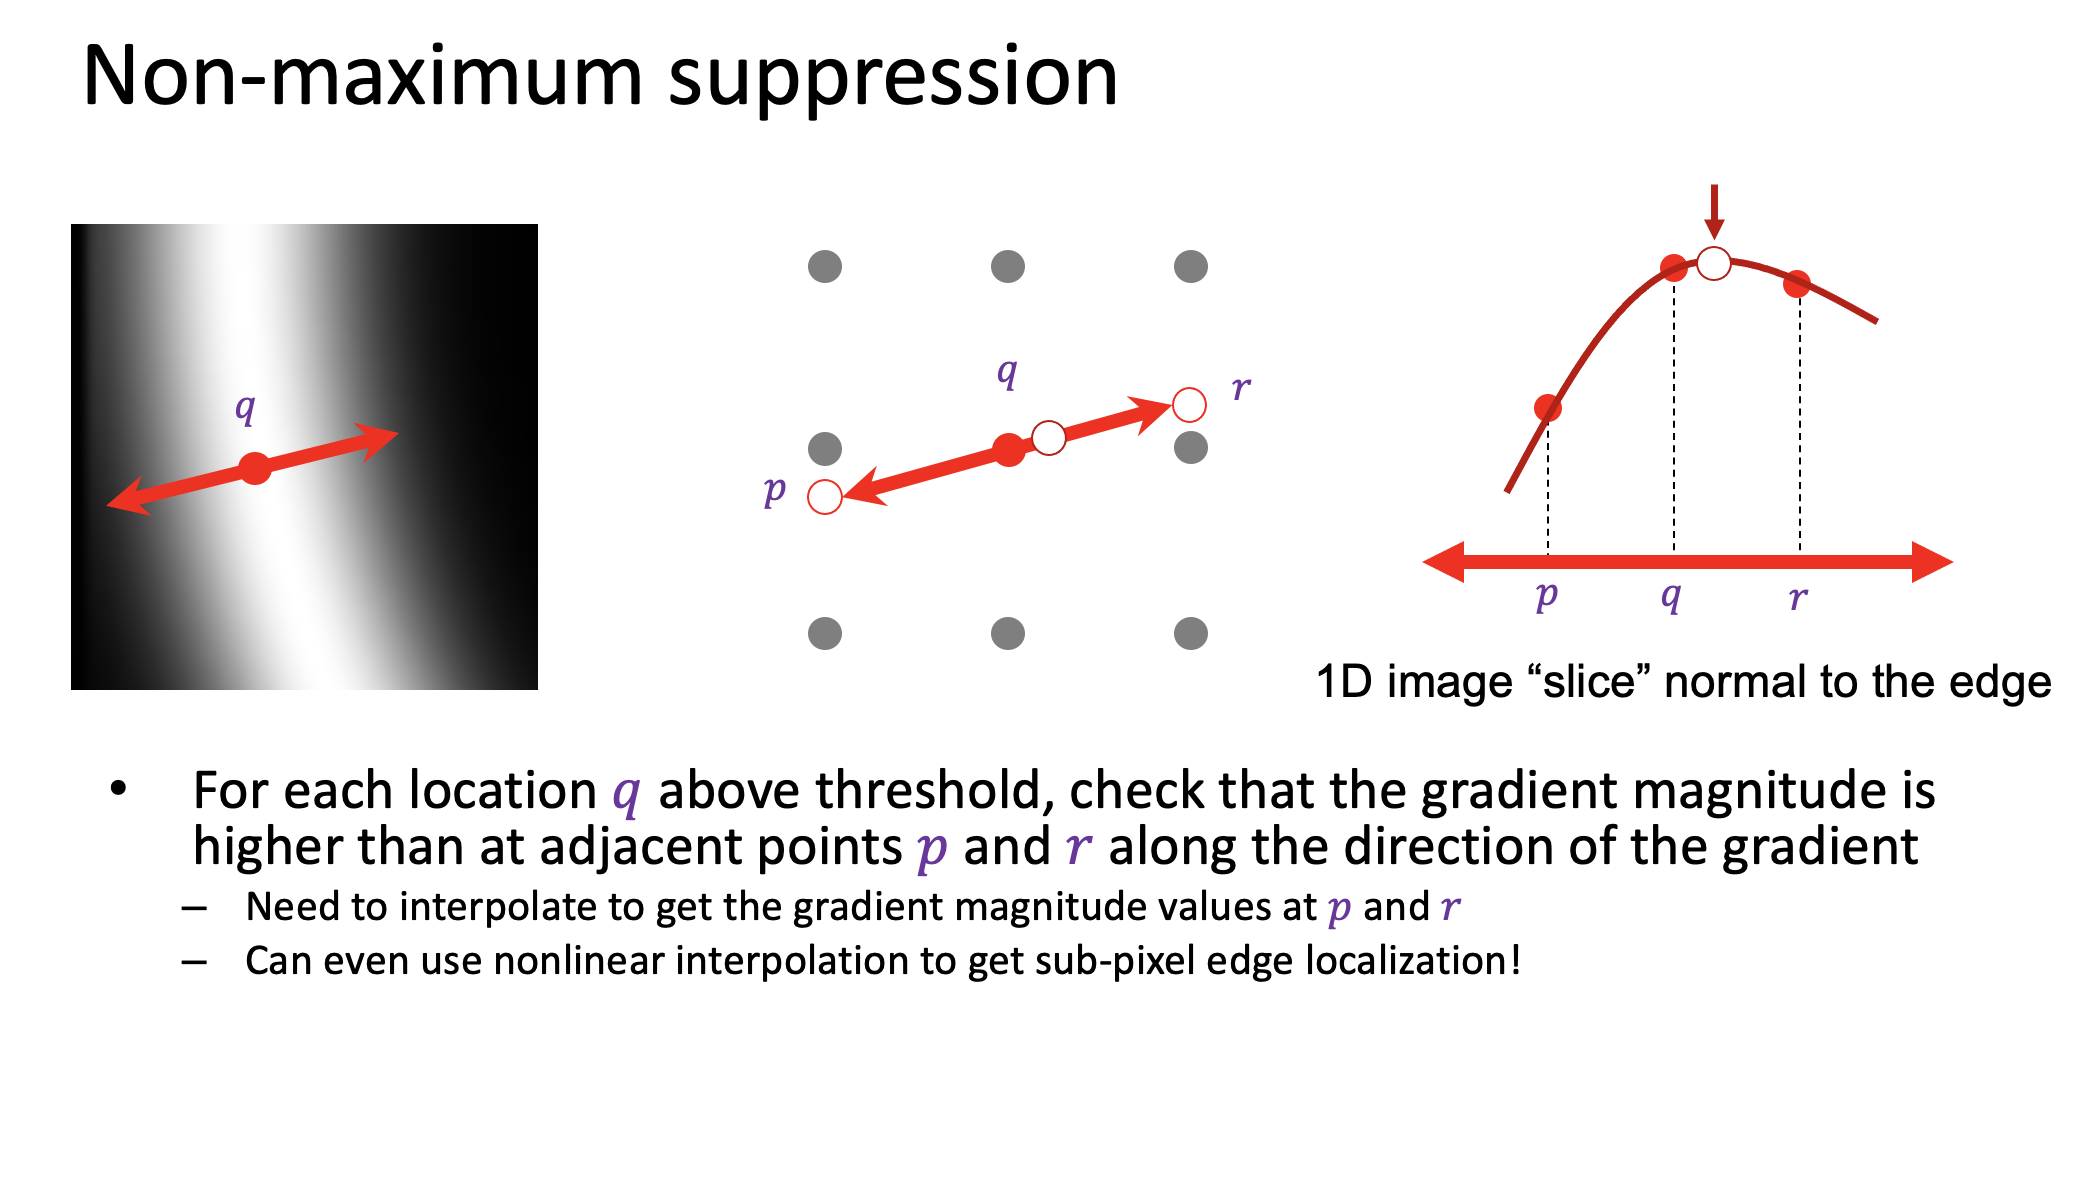 Non-maximum suppression
q
q
r
p
p
q
r
1D image “slice” normal to the edge
• For each location q above threshold, check that the gradient magnitude is
higher than at adjacent points p and r along the direction of the gradient
– Need to interpolate to get the gradient magnitude values at p and r
– Can even use nonlinear interpolation to get sub-pixel edge localization!